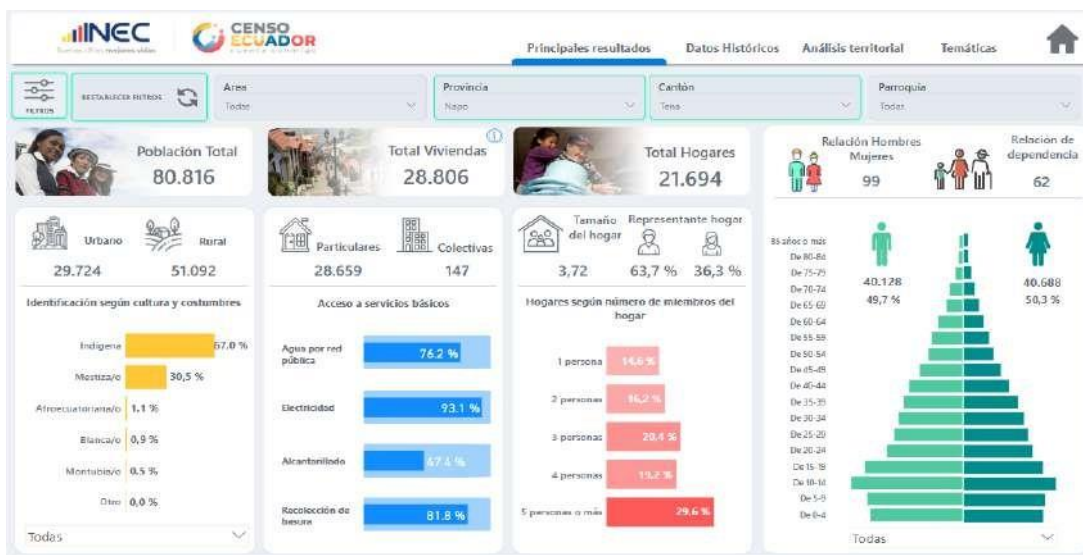 INEC
CENSO
ECUADOR
Principales resultados
Datos Históricos
Análisis territorial
Temáticas
FILTROS
RESTABLECER FILTROS
Area
Todas
Provincia
Napo
Cantón
Tena
Parroquia
Todas
Población Total
80.816
Total Viviendas
28.806
Total Hogares
21.694
Relación Hombres
Mujeres
99
Relación de
dependencia
62
Urbano
29.724
Rural
51.092
Identificación según cultura y costumbres
Indígena 67,0 %
Mestiza/o 30,5 %
Afroecuatoriana/o 1,1 %
Blanca/o 0,9 %
Montubia/o 0,5 %
Otro 0,0 %
Todas
Particulares
28.659
Colectivas
147
Acceso a servicios básicos
Agua por red
pública
76.2 %
Electricidad 93.1 %
Alcantarillado 67.4 %
Recolección de
basura
81.8 %
Tamaño
del hogar
3,72
Representante hogar
63,7 % 36,3 %
Hogares según número de miembros del
hogar
1 persona 14,6 %
2 personas 16,2 %
3 personas 20,4 %
4 personas 19,2 %
5 personas o más 29,6 %
40.128
49,7 %
40.688
50,3 %
85 años o más
De 80-84
De 75-79
De 70-74
De 65-69
De 60-64
De 55-59
De 50-54
De 45-49
De 40-44
De 35-39
De 30-34
De 25-29
De 20-24
De 15-19
De 10-14
De 5-9
De 0-4
Todas